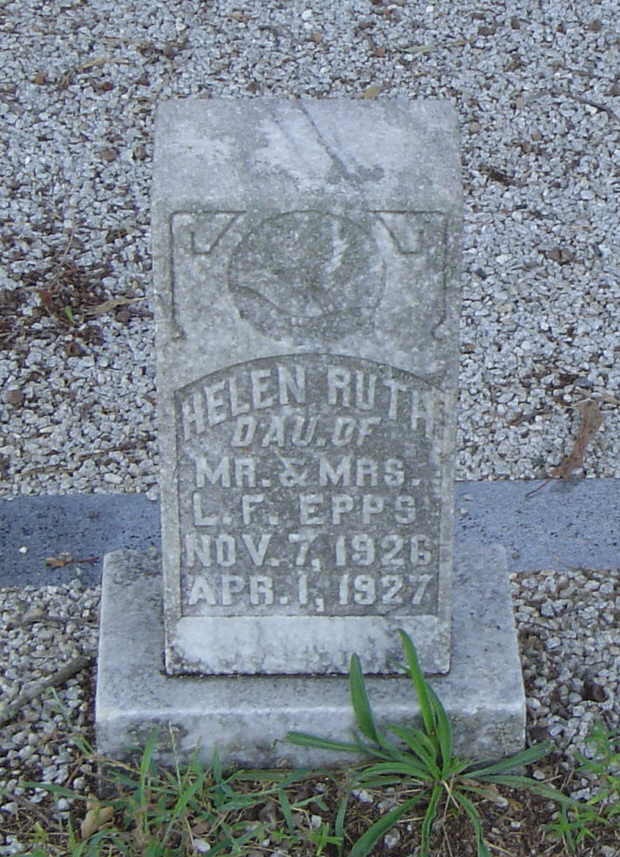 HELEN RUTH
DAU. OF
MR. & MRS.
L. F. EPPS
NOV. 7, 1926
APR. 1, 1927